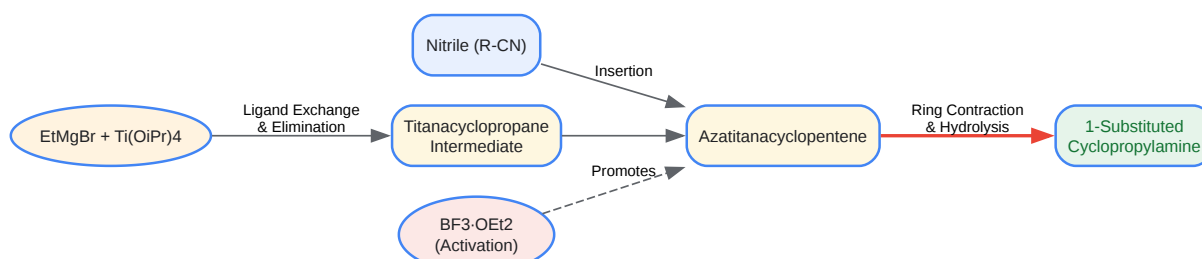 Nitrile (R-CN)
Insertion
EtMgBr + Ti(OiPr)4
Ligand Exchange
& Elimination
Titanacyclopropane
Intermediate
Azatitanacyclopentene
Ring Contraction
& Hydrolysis
1-Substituted
Cyclopropylamine
Promotes
BF3·OEt2
(Activation)